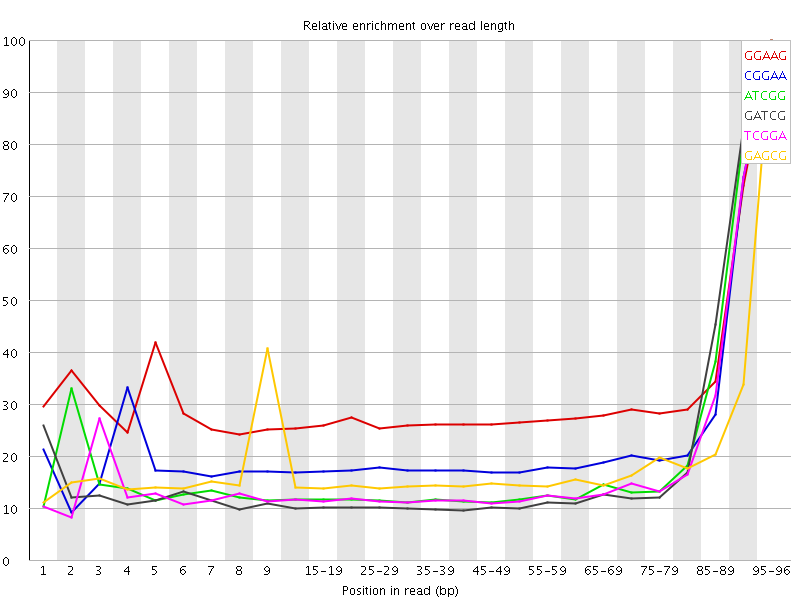 Relative enrichment over read length
100
90
80
70
60
50
40
30
20
10
0
GGAAG
CGGAA
ATCGG
GATCG
TCGGA
GAGCG
1 2 3 4 5 6 7 8 9 15-19 25-29 35-39 45-49 55-59 65-69 75-79 85-89 95-96
Position in read (bp)